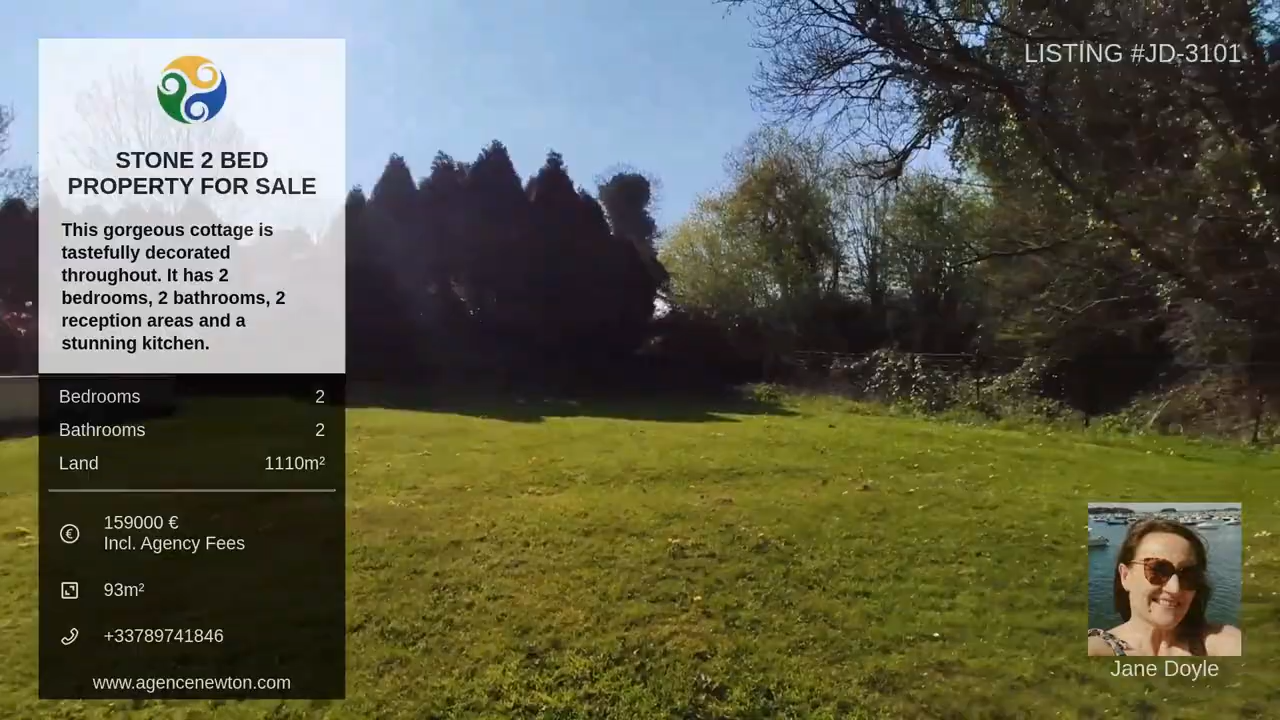 LISTING #JD-3101
STONE 2 BED
PROPERTY FOR SALE
This gorgeous cottage is
tastefully decorated
throughout. It has 2
bedrooms, 2 bathrooms, 2
reception areas and a
stunning kitchen.
Bedrooms 2
Bathrooms 2
Land 1110m²
159000 €
Incl. Agency Fees
93m²
+33789741846
www.agencenewton.com
Jane Doyle